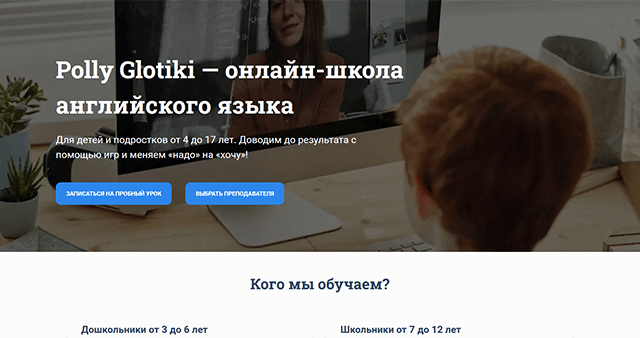 Polly Glotiki — онлайн-школа
английского языка
Для детей и подростков от 4 до 17 лет. Доводим до результата с
помощью игр и меняем «надо» на «хочу»!
ЗАПИСАТЬСЯ НА ПРОБНЫЙ УРОК
ВЫБРАТЬ ПРЕПОДАВАТЕЛЯ
Кого мы обучаем?
Дошкольники от 3 до 6 лет
Школьники от 7 до 12 лет